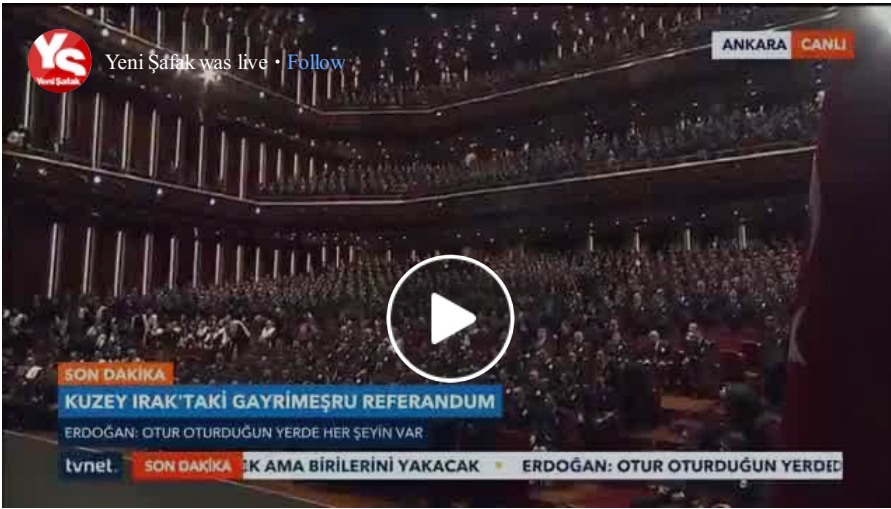 ANKARA CANLI
YS
Yeni Şafak
Yeni Şafak was live · Follow
SON DAKİKA
KUZEY IRAK'TAKİ GAYRİMEŞRU REFERANDUM
ERDOĞAN: OTUR OTURDUĞUN YERDE HER ŞEYİN VAR
tvnet. SON DAKİKA EK AMA BİRİLERİNİ YAKACAK • ERDOĞAN: OTUR OTURDUĞUN YERDED